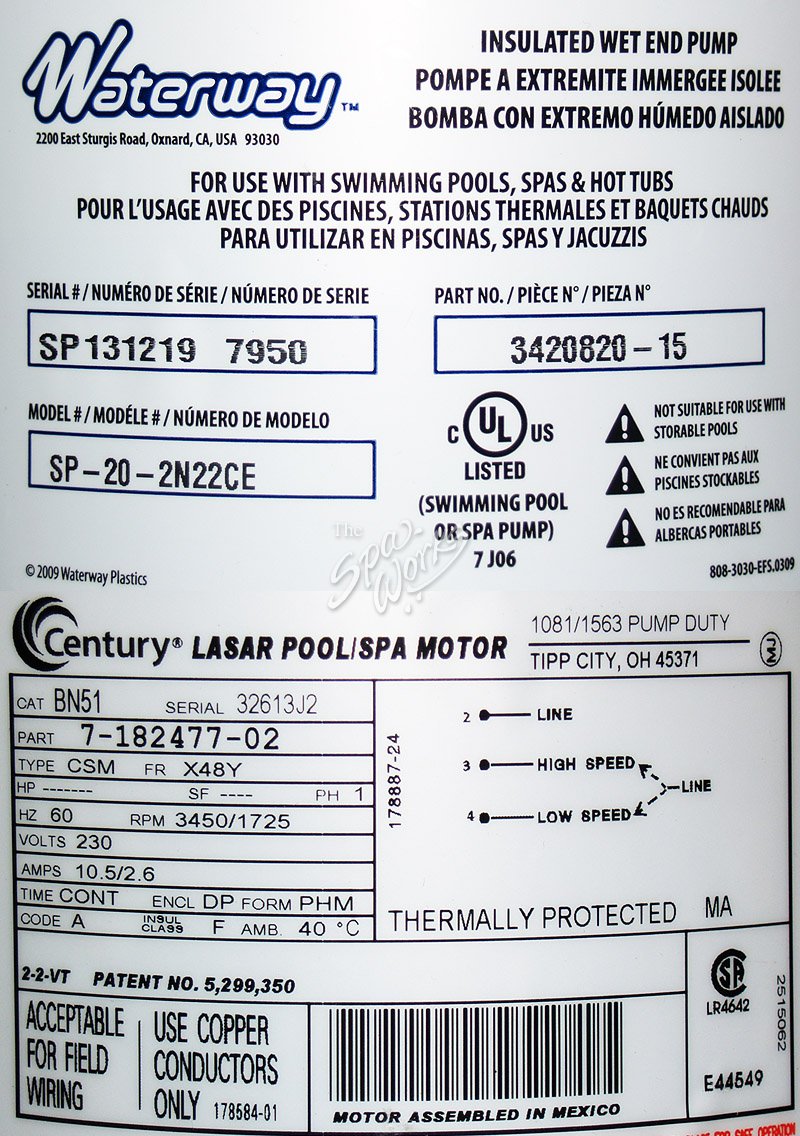 Waterway™
2200 East Sturgis Road, Oxnard, CA, USA 93030
INSULATED WET END PUMP
POMPE A EXTREMITE IMMERGEE ISOLEE
BOMBA CON EXTREMO HÚMEDO AISLADO
FOR USE WITH SWIMMING POOLS, SPAS & HOT TUBS
POUR L'USAGE AVEC DES PISCINES, STATIONS THERMALES ET BAQUETS CHAUDS
PARA UTILIZAR EN PISCINAS, SPAS Y JACUZZIS
SERIAL # / NUMÉRO DE SÉRIE / NÚMERO DE SERIE
SP131219 7950
PART NO. / PIÈCE N° / PIEZA N°
3420820-15
MODEL # / MODÉLE # / NÚMERO DE MODELO
SP-20-2N22CE
C UL US
LISTED
(SWIMMING POOL
OR SPA PUMP)
7 J06
NOT SUITABLE FOR USE WITH
STORABLE POOLS
NE CONVIENT PAS AUX
PISCINES STOCKABLES
NO ES RECOMENDABLE PARA
ALBERCAS PORTABLES
The
Spa
Works
© 2009 Waterway Plastics
808-3030-EFS.0309
Century® LASAR POOL/SPA MOTOR
1081/1563 PUMP DUTY
TIPP CITY, OH 45371
CAT BN51 SERIAL 32613J2
PART 7-182477-02
TYPE CSM FR X48Y
HP ------- SF ---- PH 1
HZ 60 RPM 3450/1725
VOLTS 230
AMPS 10.5/2.6
TIME CONT ENCL DP FORM PHM
CODE A INSUL CLASS F AMB. 40 °C
178887-24
2 LINE
3 HIGH SPEED
LINE
4 LOW SPEED
THERMALLY PROTECTED MA
2-2-VT PATENT NO. 5,299,350
ACCEPTABLE
FOR FIELD
WIRING
USE COPPER
CONDUCTORS
ONLY 178584-01
MOTOR ASSEMBLED IN MEXICO
SA
LR4642
E44549
2515062
FOR SAFE OPERATION